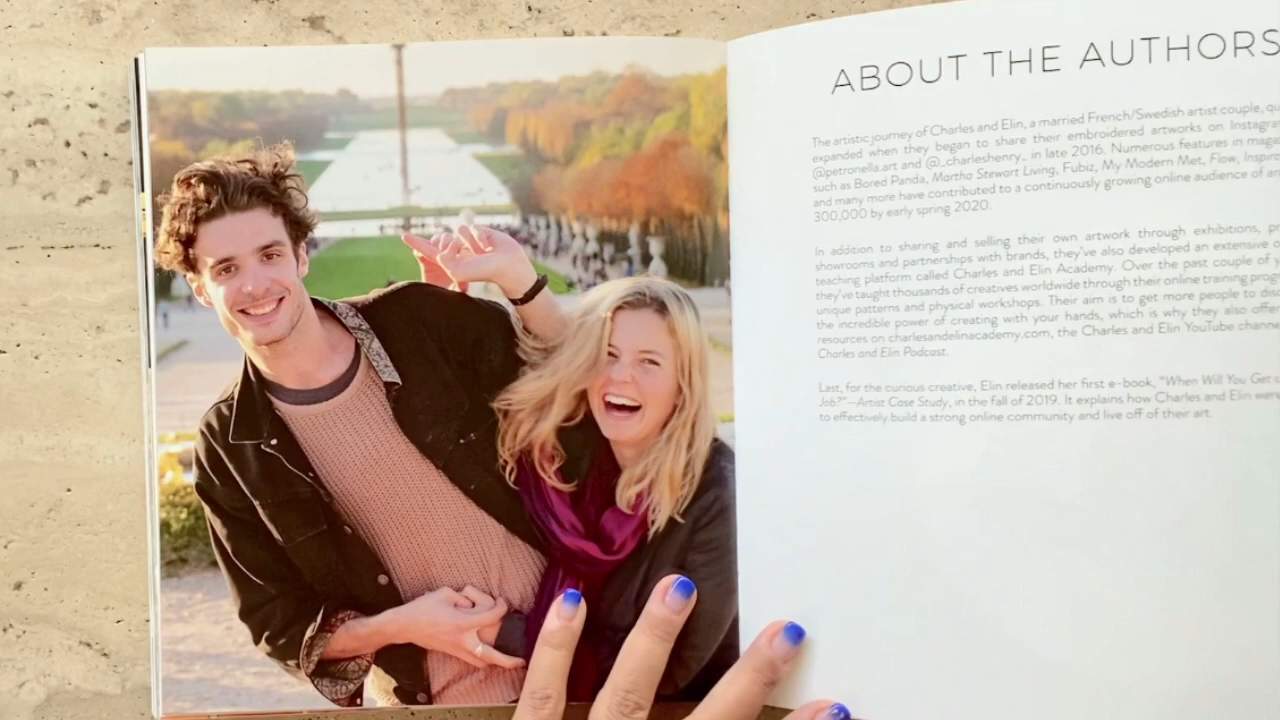 ABOUT THE AUTHORS
The artistic journey of Charles and Elin, a married French/Swedish artist couple,
expanded when they began to share their embroidered artworks on
@petronella.art and @_charleshenry_ in late 2016. Numerous features in
such as Bored Panda, Martha Stewart Living, Fubiz, My Modern Met, Flow,
and many more have contributed to a continuously growing online audience of
300,000 by early spring 2020.
In addition to sharing and selling their own artwork through exhibitions,
showrooms and partnerships with brands, they've also developed an extensive
teaching platform called Charles and Elin Academy. Over the past couple of
they've taught thousands of creatives worldwide through their online training
unique patterns and physical workshops. Their aim is to get more people to
the incredible power of creating with your hands, which is why they also
resources on charlesandelinacademy.com, the Charles and Elin YouTube
Charles and Elin Podcast.
Last, for the curious creative, Elin released her first e-book, "When Will You Get
Job?"—Artist Case Study, in the fall of 2019. It explains how Charles and Elin
to effectively build a strong online community and live off of their art.